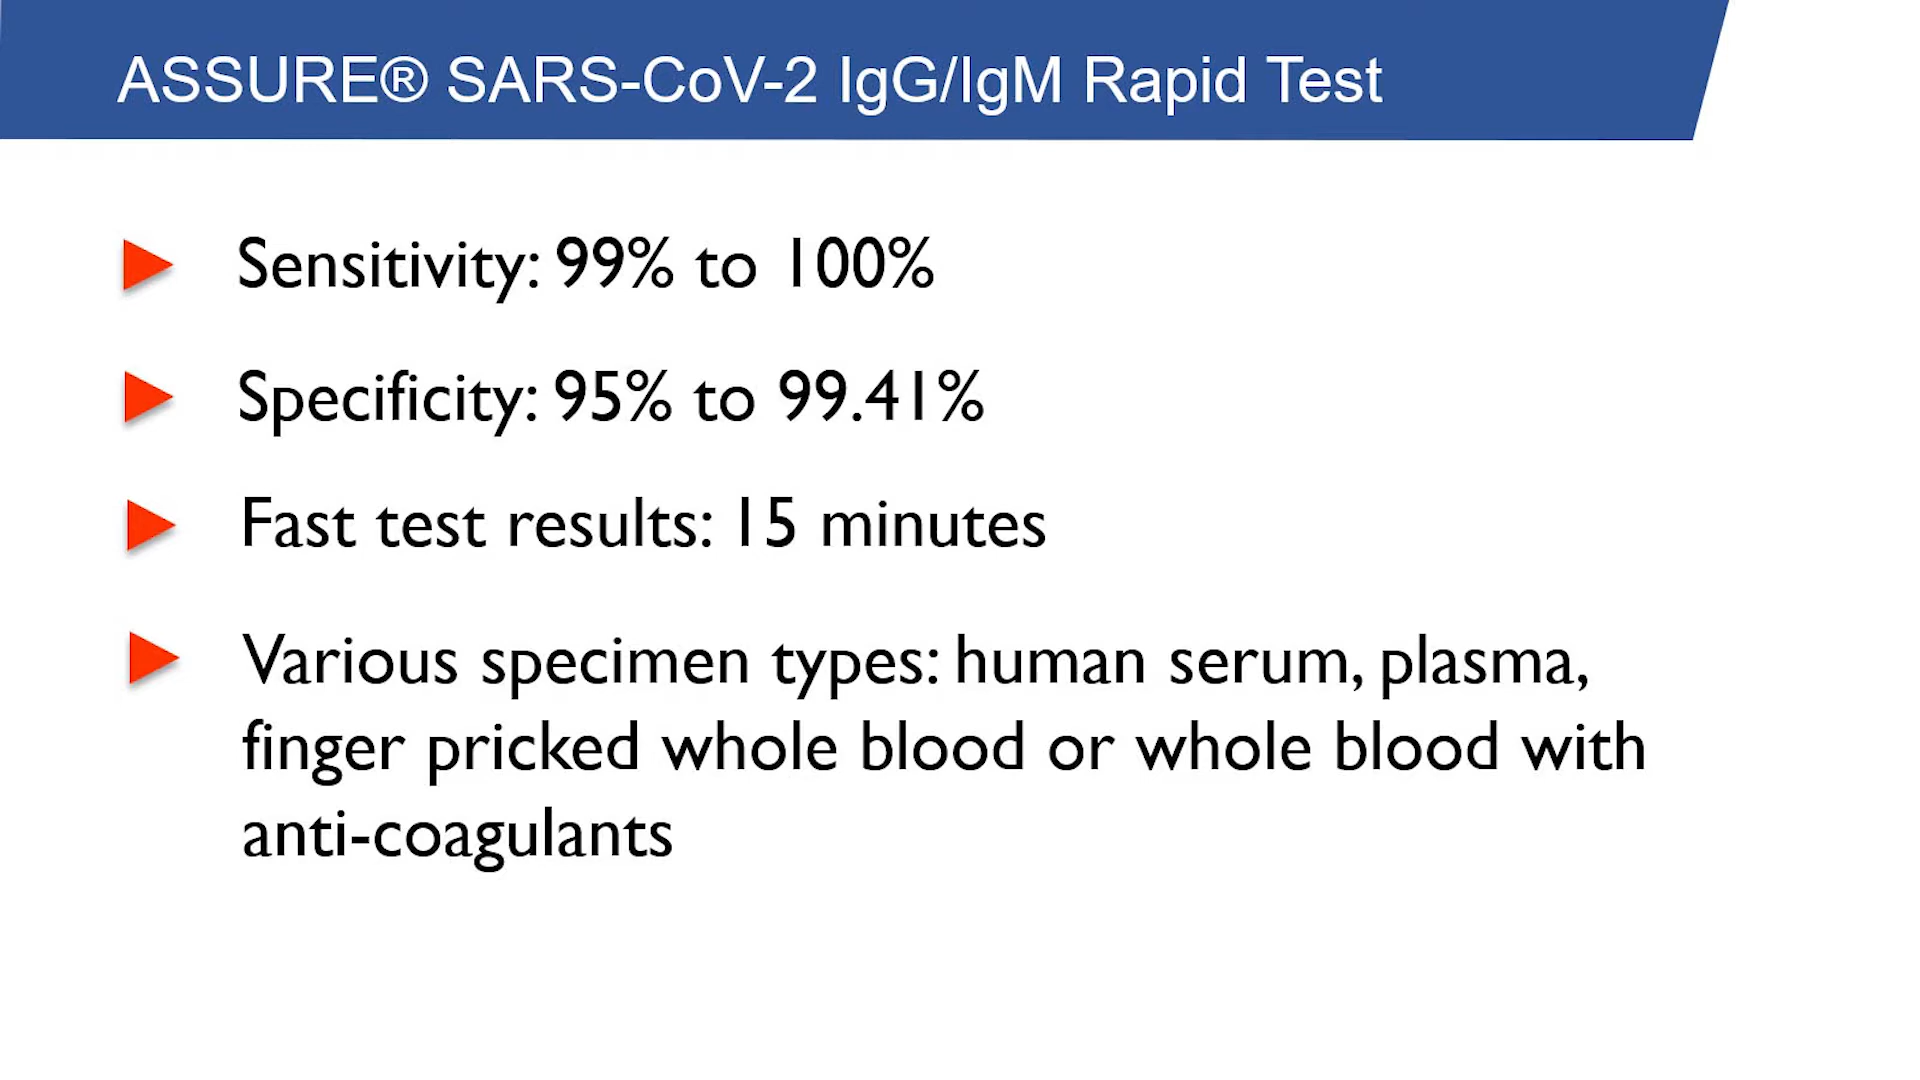 ASSURE® SARS-CoV-2 IgG/IgM Rapid Test
Sensitivity: 99% to 100%
Specificity: 95% to 99.41%
Fast test results: 15 minutes
Various specimen types: human serum, plasma,
finger pricked whole blood or whole blood with
anti-coagulants